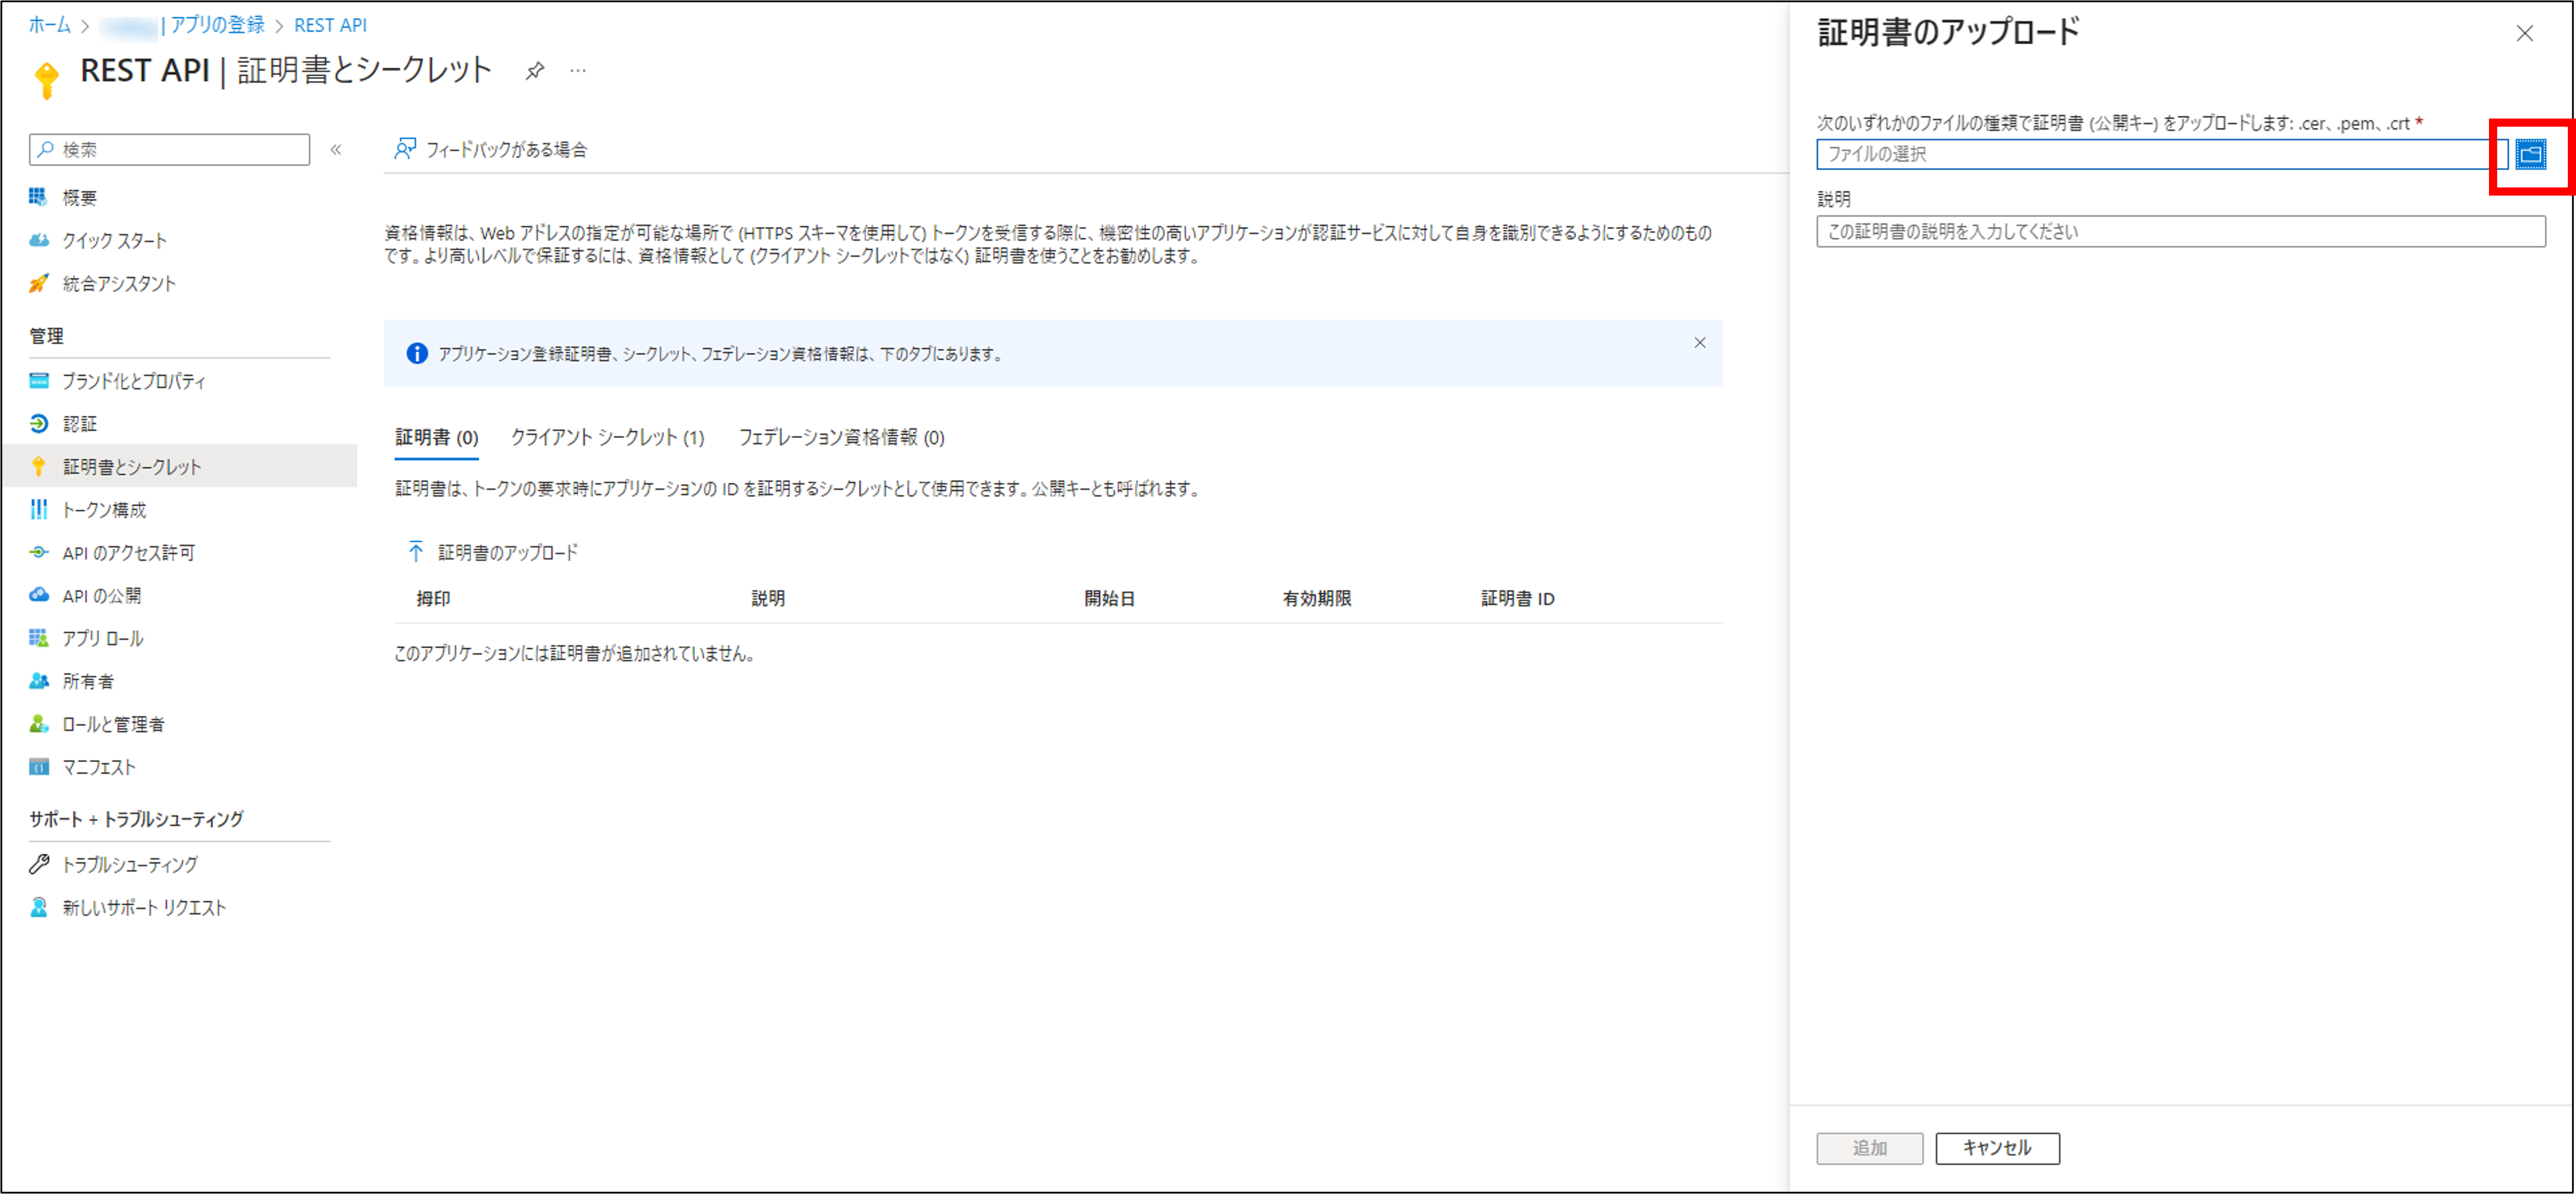 ホーム > | アプリの登録 > REST API
REST API | 証明書とシークレット
検索
概要
クイック スタート
統合アシスタント
管理
ブランド化とプロパティ
認証
証明書とシークレット
トークン構成
API のアクセス許可
API の公開
アプリ ロール
所有者
ロールと管理者
マニフェスト
サポート + トラブルシューティング
トラブルシューティング
新しいサポート リクエスト
フィードバックがある場合
資格情報は、Web アドレスの指定が可能な場所で (HTTPS スキーマを使用して) トークンを受信する際に、機密性の高いアプリケーションが認証サービスに対して自身を識別できるようにするためのもの
です。より高いレベルで保証するには、資格情報として (クライアント シークレットではなく) 証明書を使うことをお勧めします。
アプリケーション登録証明書、シークレット、フェデレーション資格情報は、下のタブにあります。
証明書 (0) クライアント シークレット (1) フェデレーション資格情報 (0)
証明書は、トークンの要求時にアプリケーションの ID を証明するシークレットとして使用できます。公開キーとも呼ばれます。
証明書のアップロード
拇印 説明 開始日 有効期限 証明書 ID
このアプリケーションには証明書が追加されていません。
証明書のアップロード
次のいずれかのファイルの種類で証明書 (公開キー) をアップロードします: .cer、.pem、.crt *
ファイルの選択
説明
この証明書の説明を入力してください
追加 キャンセル